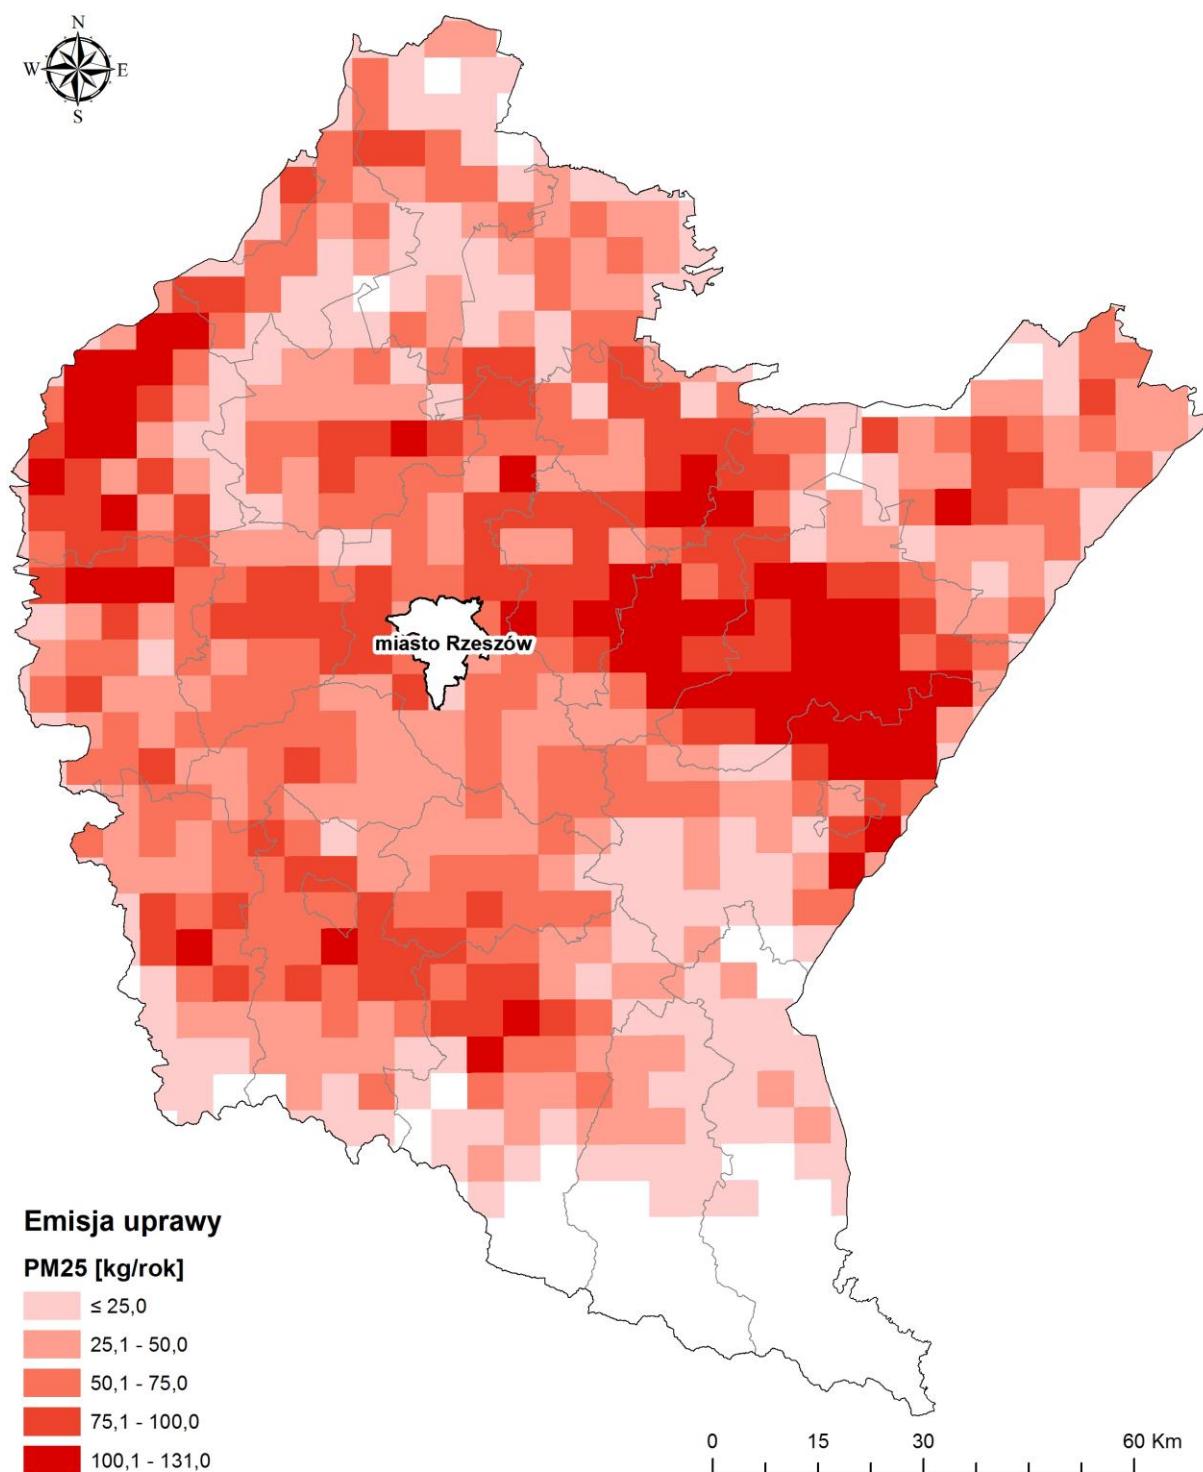 N
W E
S
miasto Rzeszów
Emisja uprawy
PM25 [kg/rok]
≤ 25,0
25,1 - 50,0
50,1 - 75,0
75,1 - 100,0
100,1 - 131,0
0 15 30 60 Km